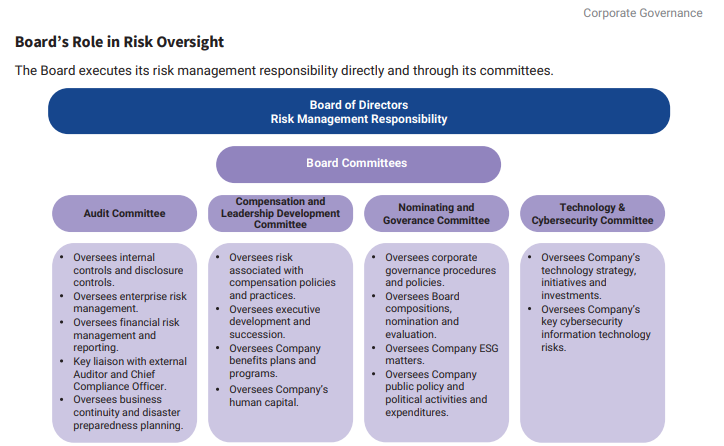 Corporate Governance
Board's Role in Risk Oversight
The Board executes its risk management responsibility directly and through its committees.
Board of Directors
Risk Management Responsibility
Board Committees
Audit Committee
• Oversees internal
controls and disclosure
controls.
• Oversees enterprise risk
management.
• Oversees financial risk
management and
reporting.
• Key liaison with external
Auditor and Chief
Compliance Officer.
• Oversees business
continuity and disaster
preparedness planning.
Compensation and
Leadership Development
Committee
• Oversees risk
associated with
compensation policies
and practices.
• Oversees executive
development and
succession.
• Oversees Company
benefits plans and
programs.
• Oversees Company's
human capital.
Nominating and
Goverance Committee
• Oversees corporate
governance procedures
and policies.
• Oversees Board
compositions,
nomination and
evaluation.
• Oversees Company ESG
matters.
• Oversees Company
public policy and
political activities and
expenditures.
Technology &
Cybersecurity Committee
• Oversees Company's
technology strategy,
initiatives and
investments.
• Oversees Company's
key cybersecurity
information technology
risks.